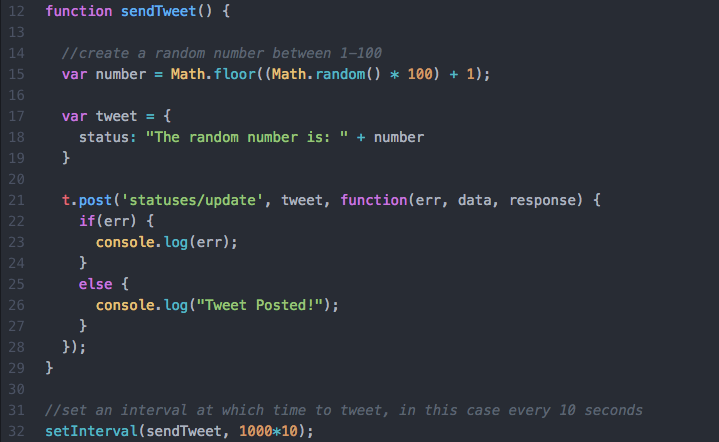 12 function sendTweet() {
13
14   //create a random number between 1-100
15   var number = Math.floor((Math.random() * 100) + 1);
16
17   var tweet = {
18     status: "The random number is: " + number
19   }
20
21   t.post('statuses/update', tweet, function(err, data, response) {
22     if(err) {
23       console.log(err);
24     }
25     else {
26       console.log("Tweet Posted!");
27     }
28   });
29 }
30
31 //set an interval at which time to tweet, in this case every 10 seconds
32 setInterval(sendTweet, 1000*10);